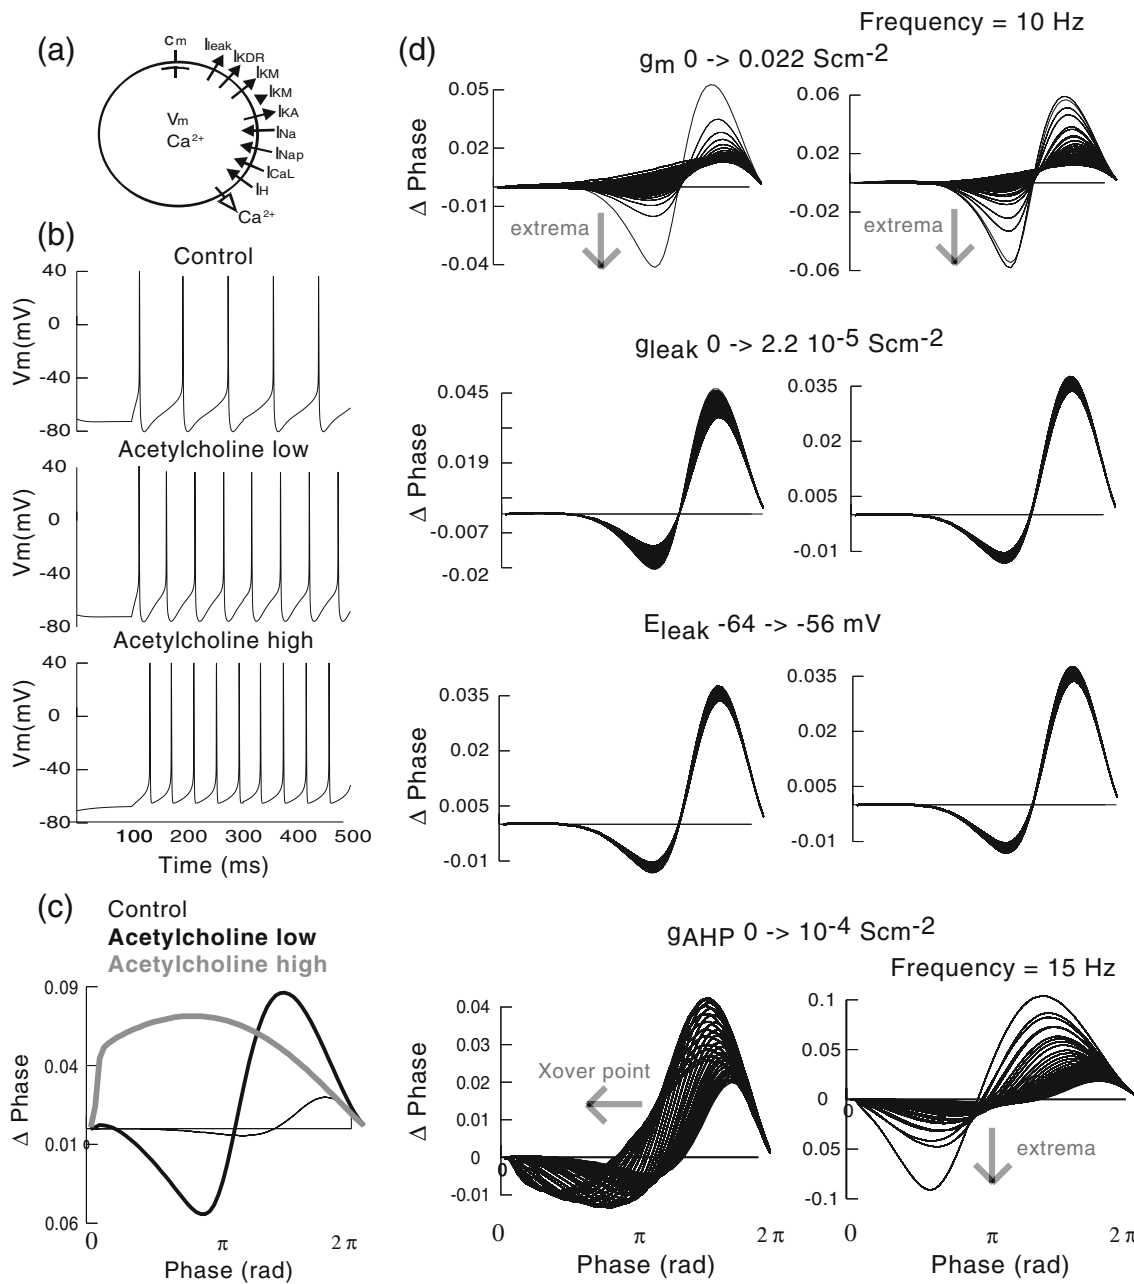 (a)
cm
Ileak
IKDR
IKM
IKM
IKA
INa
INap
ICaL
IH
Ca2+
Vm
Ca2+
(b)
Control
Vm(mV)
40
0
-40
-80
Acetylcholine low
Vm(mV)
40
0
-40
-80
Acetylcholine high
Vm(mV)
40
0
-40
-80
100 200 300 400 500
Time (ms)
(c)
Control
Acetylcholine low
Acetylcholine high
Δ Phase
0.09
0.04
0.01
0.06
0 π 2π
Phase (rad)
(d)
Frequency = 10 Hz
gm 0 -> 0.022 Scm-2
Δ Phase
0.05
0.02
-0.01
-0.04
extrema
0.06
0.02
-0.02
-0.06
extrema
gleak 0 -> 2.2 10-5 Scm-2
Δ Phase
0.045
0.019
-0.007
-0.02
0.035
0.02
0.005
-0.01
Eleak -64 -> -56 mV
Δ Phase
0.035
0.02
0.005
-0.01
0.035
0.02
0.005
-0.01
gAHP 0 -> 10-4 Scm-2
Frequency = 15 Hz
Δ Phase
0.04
0.03
0.02
0.01
0
-0.01
0
Xover point
0 π 2π
Phase (rad)
0.1
0.05
0
-0.05
-0.1
0
extrema
0 π 2π
Phase (rad)